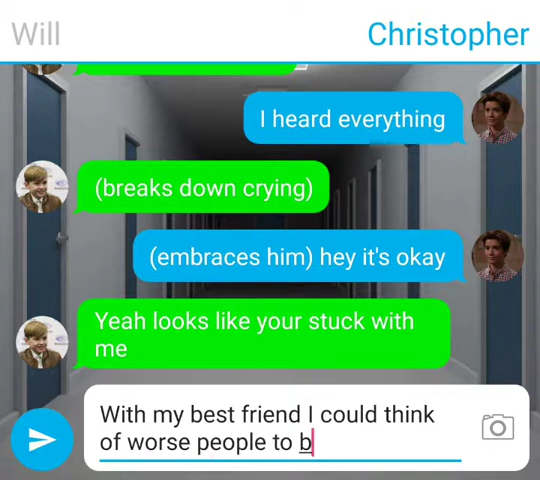 Will
Christopher
I heard everything
(breaks down crying)
(embraces him) hey it's okay
Yeah looks like your stuck with
me
With my best friend I could think
of worse people to b